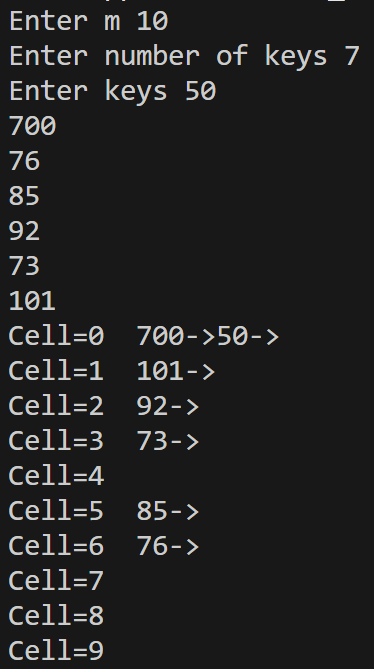 Enter m 10
Enter number of keys 7
Enter keys 50
700
76
85
92
73
101
Cell=0  700->50->
Cell=1  101->
Cell=2  92->
Cell=3  73->
Cell=4
Cell=5  85->
Cell=6  76->
Cell=7
Cell=8
Cell=9